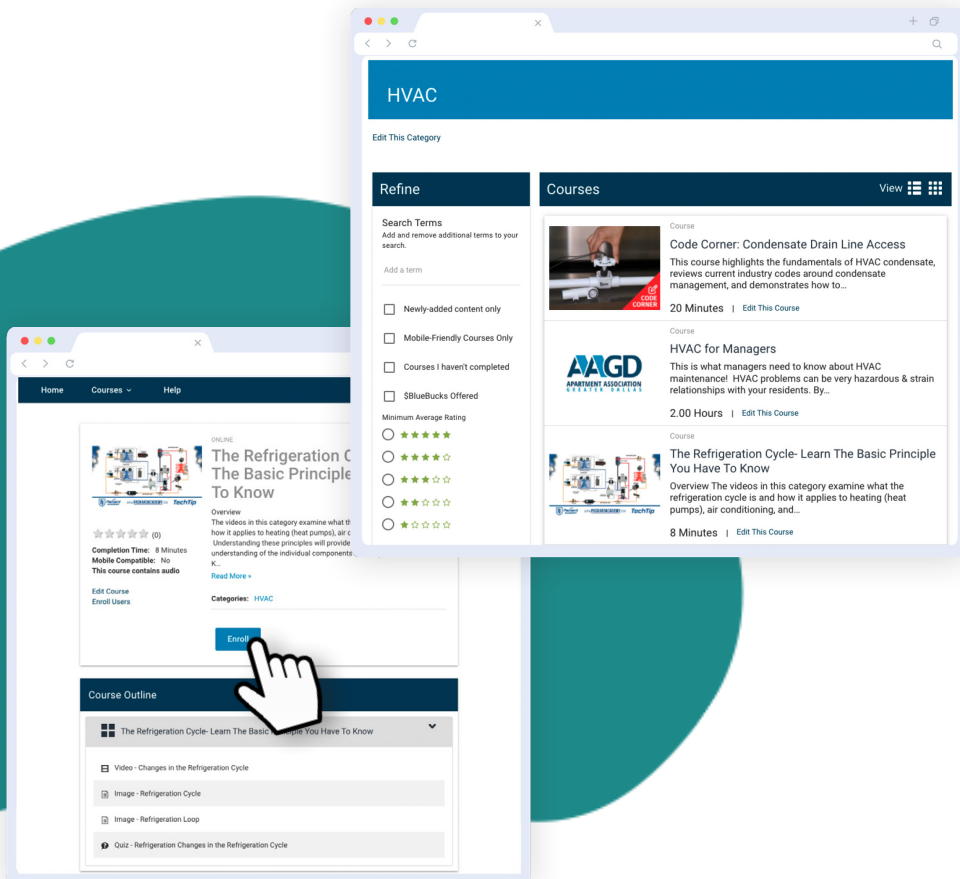 HVAC
Edit This Category
Refine
Search Terms
Add and remove additional terms to your
search.
Add a term
Newly-added content only
Mobile-Friendly Courses Only
Courses I haven't completed
$BlueBucks Offered
Minimum Average Rating
Courses
View
Course
Code Corner: Condensate Drain Line Access
This course highlights the fundamentals of HVAC condensate,
reviews current industry codes around condensate
management, and demonstrates how to...
20 Minutes | Edit This Course
CODE
CORNER
Course
HVAC for Managers
This is what managers need to know about HVAC
maintenance! HVAC problems can be very hazardous & strain
relationships with your residents. By...
2.00 Hours | Edit This Course
AAGD
APARTMENT ASSOCIATION
GREATER DALLAS
Course
The Refrigeration Cycle- Learn The Basic Principle
You Have To Know
Overview The videos in this category examine what the
refrigeration cycle is and how it applies to heating (heat
pumps), air conditioning, and...
8 Minutes | Edit This Course
TechTip
Home Courses Help
ONLINE
The Refrigeration C
The Basic Principle
To Know
Overview
The videos in this category examine what th
how it applies to heating (heat pumps), air c
Understanding these principles will provide
understanding of the individual components
K...
Read More »
Categories: HVAC
Enroll
TechTip
(0)
Completion Time: 8 Minutes
Mobile Compatible: No
This course contains audio
Edit Course
Enroll Users
Course Outline
The Refrigeration Cycle- Learn The Basic Principle You Have To Know
Video - Changes in the Refrigeration Cycle
Image - Refrigeration Cycle
Image - Refrigeration Loop
Quiz - Refrigeration Changes in the Refrigeration Cycle